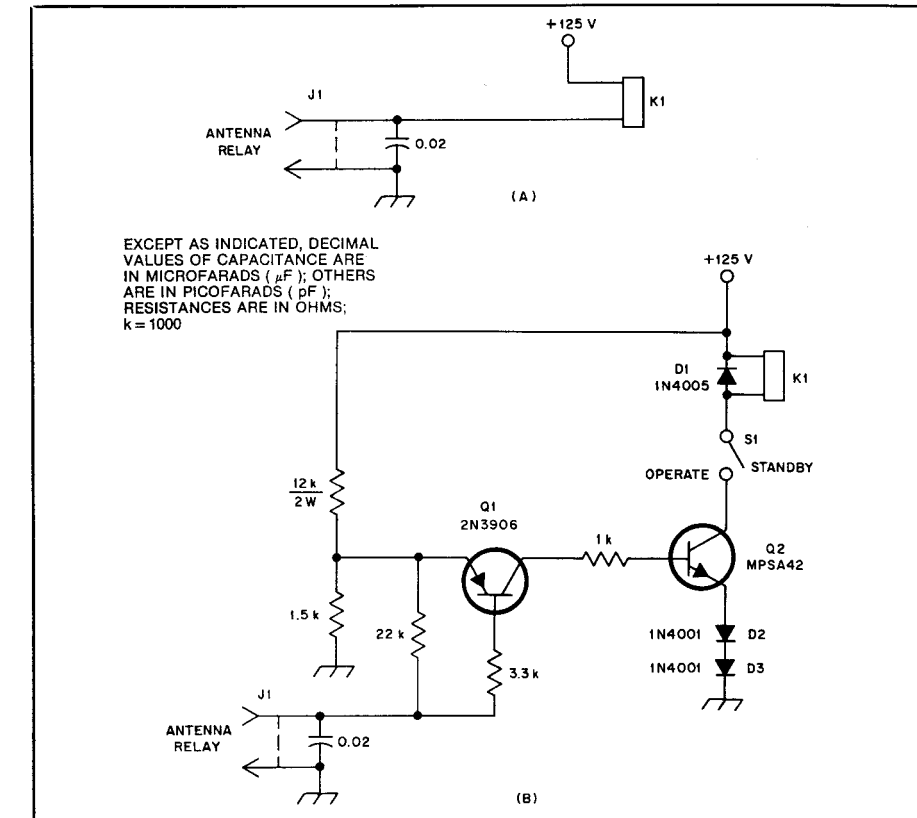 +125 V
J1
K1
ANTENNA
RELAY
0.02
(A)
EXCEPT AS INDICATED, DECIMAL
VALUES OF CAPACITANCE ARE
IN MICROFARADS ( μF ); OTHERS
ARE IN PICOFARADS ( pF );
RESISTANCES ARE IN OHMS;
k = 1000
+125 V
D1
1N4005
K1
S1
STANDBY
OPERATE
12 k
2W
Q1
2N3906
1 k
Q2
MPSA42
1.5 k
22 k
3.3 k
1N4001 D2
1N4001 D3
J1
ANTENNA
RELAY
0.02
(B)